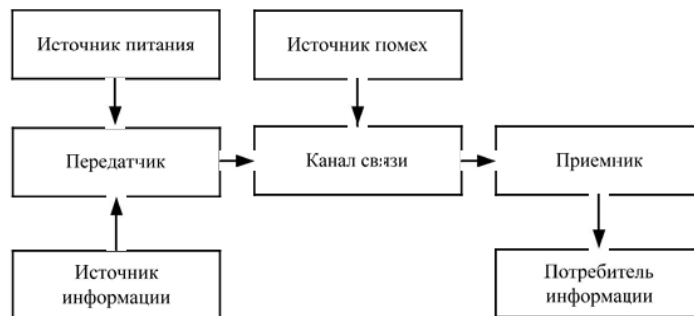 Источник питания
Источник помех
Передатчик
Канал связи
Приемник
Источник
информации
Потребитель
информации